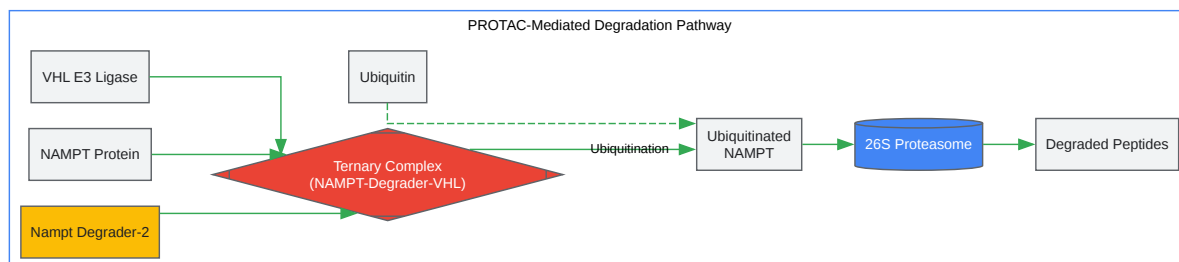 PROTAC-Mediated Degradation Pathway
VHL E3 Ligase
Ubiquitin
NAMPT Protein
Ternary Complex
(NAMPT-Degrader-VHL)
Ubiquitination
Ubiquitinated
NAMPT
26S Proteasome
Degraded Peptides
Nampt Degrader-2